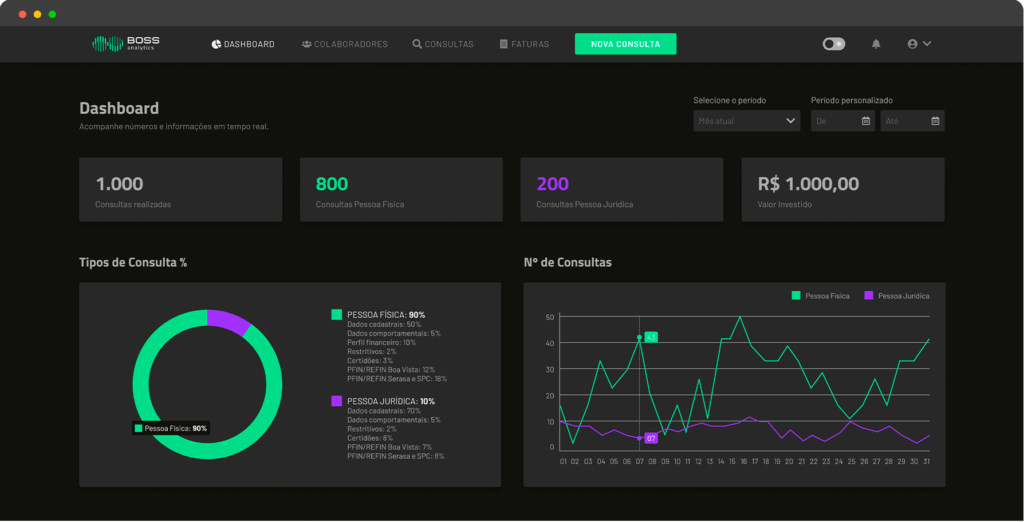 BOSS
analytics
DASHBOARD
COLABORADORES
CONSULTAS
FATURAS
NOVA CONSULTA
Dashboard
Acompanhe números e informações em tempo real.
Selecione o período
Mês atual
Período personalizado
De
Até
1.000
Consultas realizadas
800
Consultas Pessoa Física
200
Consultas Pessoa Jurídica
R$ 1.000,00
Valor Investido
Tipos de Consulta %
Pessoa Física: 90%
PESSOA FÍSICA: 90%
Dados cadastrais: 50%
Dados comportamentais: 5%
Perfil financeiro: 10%
Restritivos: 2%
Certidões: 3%
PFIN/REFIN Boa Vista: 12%
PFIN/REFIN Serasa e SPC: 18%
PESSOA JURÍDICA: 10%
Dados cadastrais: 70%
Dados comportamentais: 5%
Restritivos: 2%
Certidões: 8%
PFIN/REFIN Boa Vista: 7%
PFIN/REFIN Serasa e SPC: 8%
Nº de Consultas
Pessoa Física
Pessoa Jurídica
50
40
30
20
10
0
43
07
01 02 03 04 05 06 07 08 09 10 11 12 13 14 15 16 17 18 19 20 21 22 23 24 25 26 27 28 29 30 31